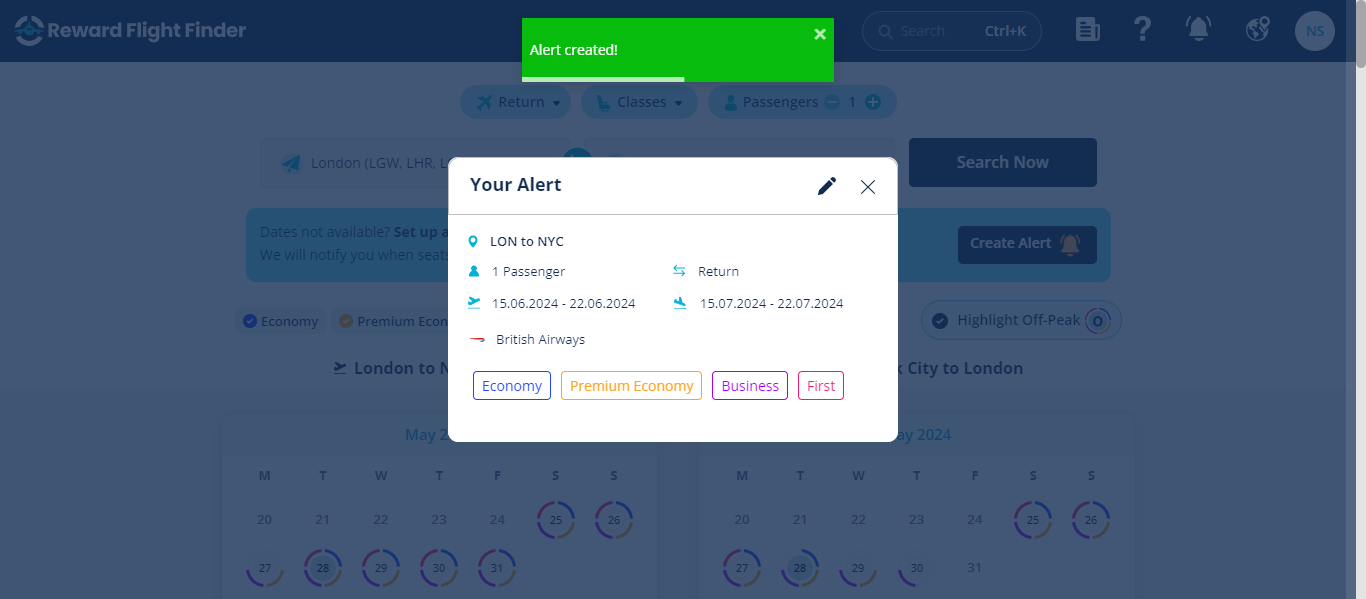 Reward Flight Finder
Alert created!
Search
Ctrl+K
NS
Return
Classes
Passengers
1
London (LGW, LHR, L
Search Now
Your Alert
Dates not available? Set up a
We will notify you when seats
Create Alert
LON to NYC
1 Passenger
Return
15.06.2024 - 22.06.2024
15.07.2024 - 22.07.2024
British Airways
Economy
Premium Econ
Highlight Off-Peak
O
London to N
k City to London
Economy
Premium Economy
Business
First
May 2
ay 2024
M T W T F S S
M T W T F S S
20 21 22 23 24 25 26
20 21 22 23 24 25 26
27 28 29 30 31
27 28 29 30 31